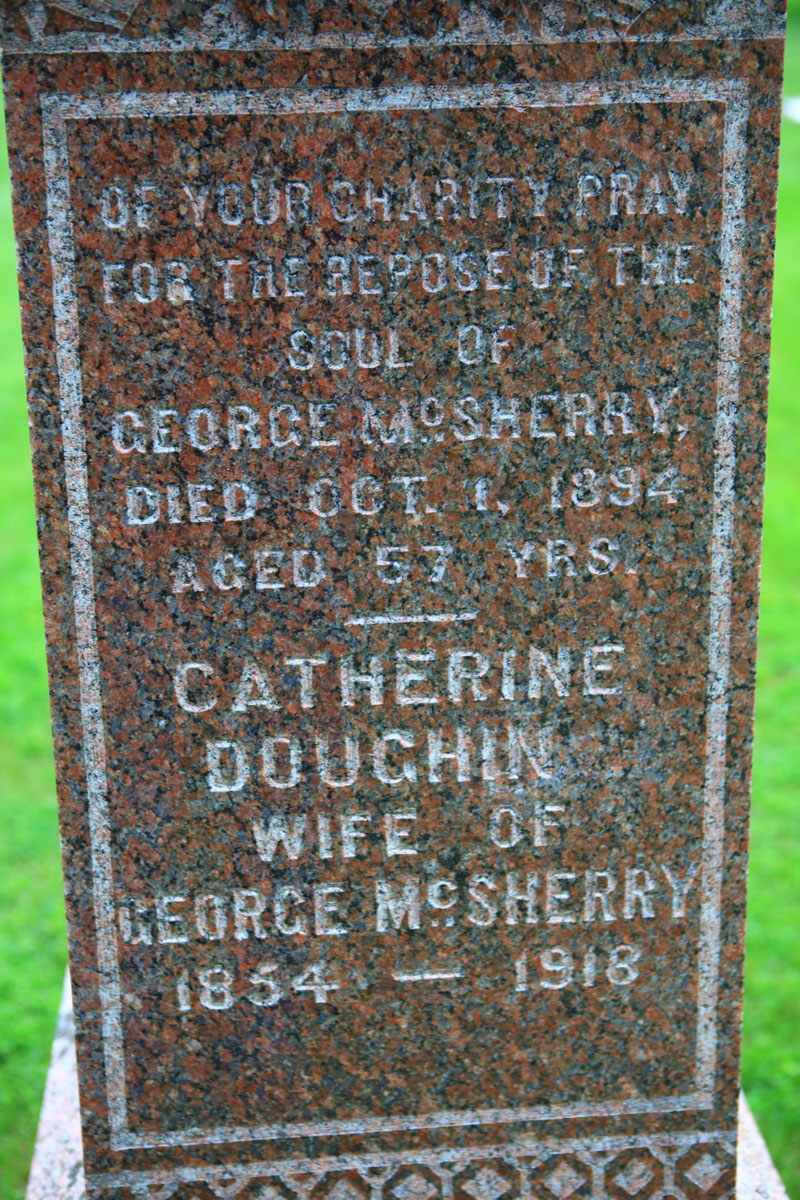 OF YOUR CHARITY PRAY
FOR THE REPOSE OF THE
SOUL OF
GEORGE McSHERRY,
DIED OCT. 1, 1894
AGED 57 YRS.
CATHERINE
DOUGHIN
WIFE OF
GEORGE McSHERRY
1854 — 1918